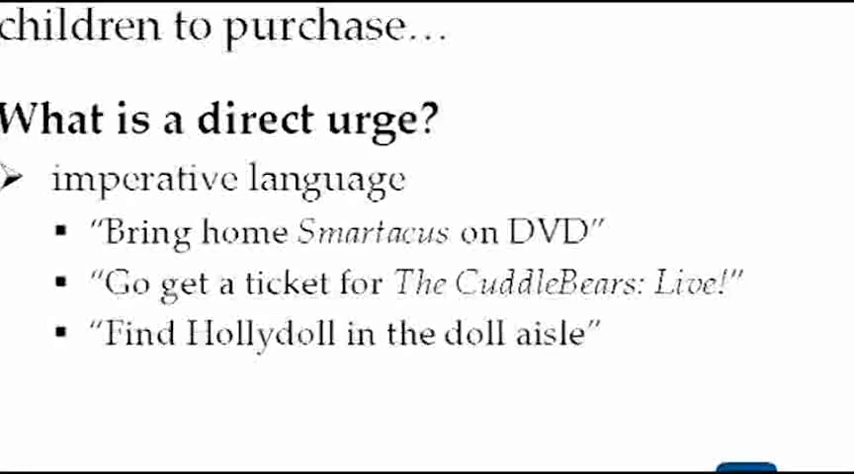 children to purchase…
What is a direct urge?
➢ imperative language
▪ “Bring home Smartacus on DVD”
▪ “Go get a ticket for The CuddleBears: Live!”
▪ “Find Hollydoll in the doll aisle”